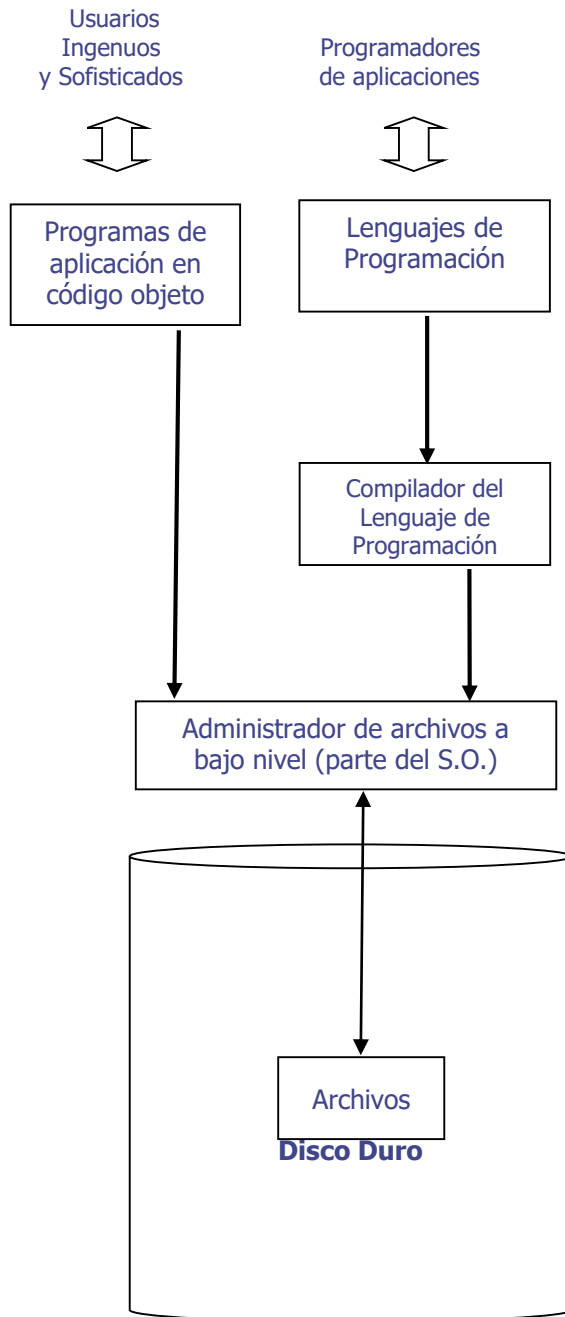 Usuarios
Ingenuos
y Sofisticados
Programadores
de aplicaciones
Programas de
aplicación en
código objeto
Lenguajes de
Programación
Compilador del
Lenguaje de
Programación
Administrador de archivos a
bajo nivel (parte del S.O.)
Archivos
Disco Duro